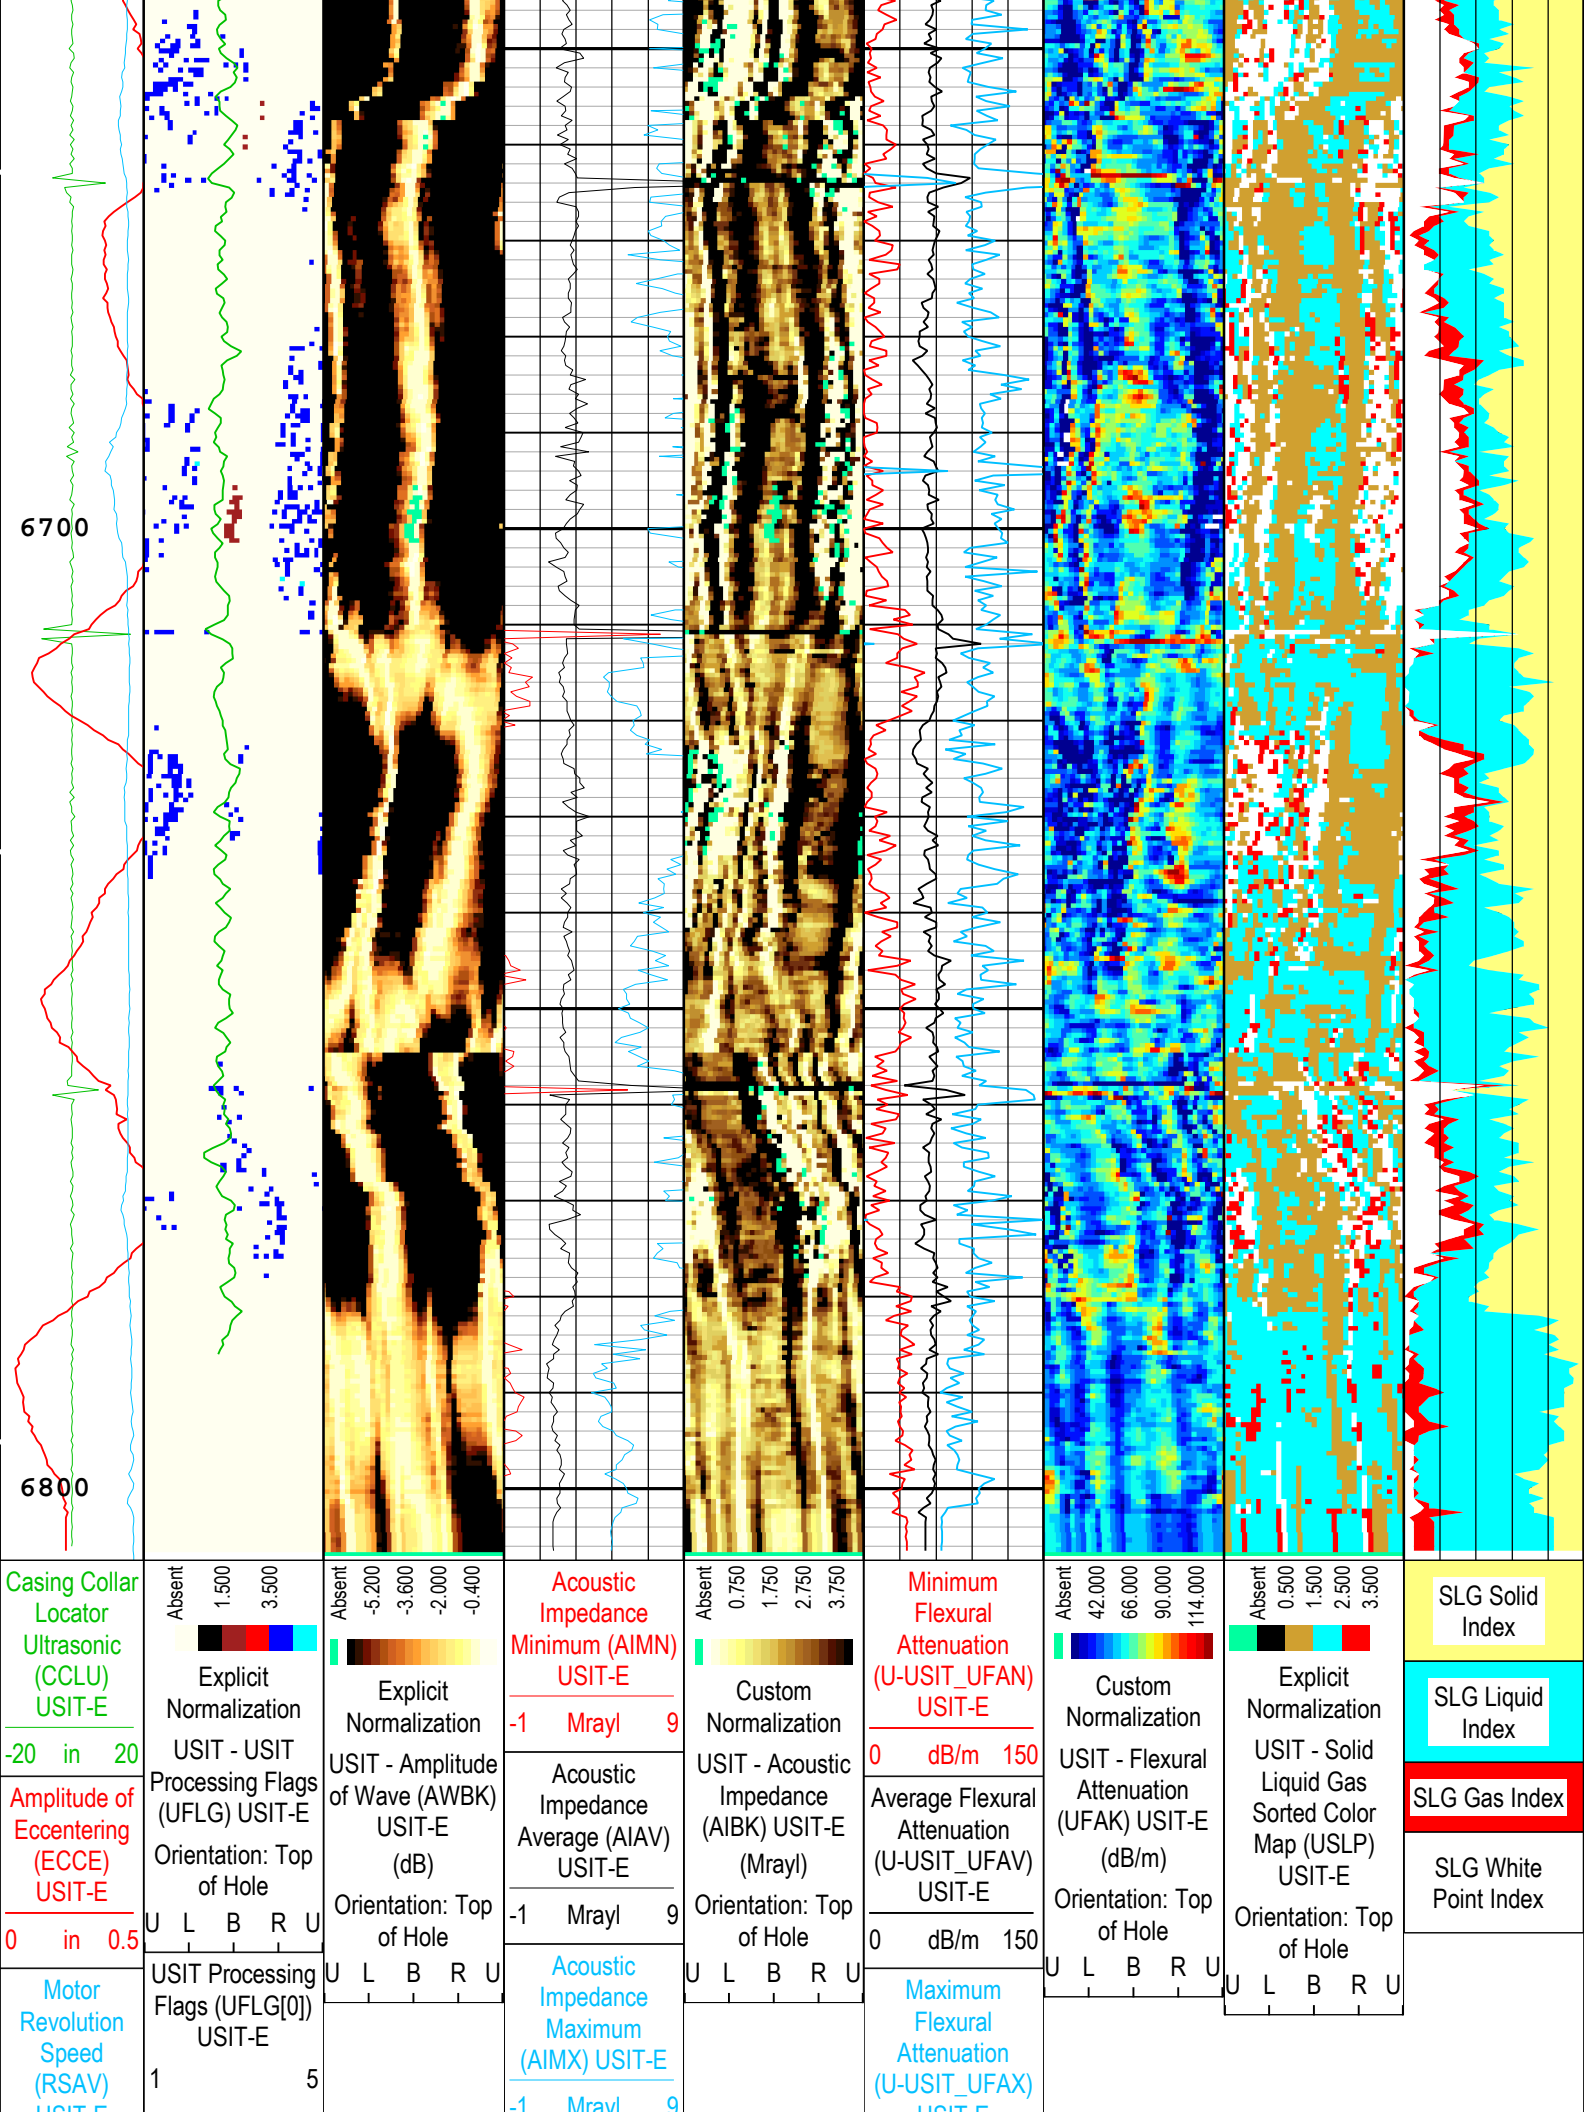 6700
6800
Casing Collar
Locator
Ultrasonic
(CCLU)
USIT-E
-20 in 20
Amplitude of
Eccentering
(ECCE)
USIT-E
0 in 0.5
Motor
Revolution
Speed
(RSAV)
USIT-E
Absent 1.500 3.500
Explicit
Normalization
USIT - USIT
Processing Flags
(UFLG) USIT-E
Orientation: Top
of Hole
U L B R U
USIT Processing
Flags (UFLG[0])
USIT-E
1 5
Absent -5.200 -3.600 -2.000 -0.400
Explicit
Normalization
USIT - Amplitude
of Wave (AWBK)
USIT-E
(dB)
Orientation: Top
of Hole
U L B R U
Acoustic
Impedance
Minimum (AIMN)
USIT-E
-1 Mrayl 9
Acoustic
Impedance
Average (AIAV)
USIT-E
-1 Mrayl 9
Acoustic
Impedance
Maximum
(AIMX) USIT-E
-1 Mrayl 9
Absent 0.750 1.750 2.750 3.750
Custom
Normalization
USIT - Acoustic
Impedance
(AIBK) USIT-E
(Mrayl)
Orientation: Top
of Hole
U L B R U
Minimum
Flexural
Attenuation
(U-USIT_UFAN)
USIT-E
0 dB/m 150
Average Flexural
Attenuation
(U-USIT_UFAV)
USIT-E
0 dB/m 150
Maximum
Flexural
Attenuation
(U-USIT_UFAX)
USIT-E
Absent 42.000 66.000 90.000 114.000
Custom
Normalization
USIT - Flexural
Attenuation
(UFAK) USIT-E
(dB/m)
Orientation: Top
of Hole
U L B R U
Absent 0.500 1.500 2.500 3.500
Explicit
Normalization
USIT - Solid
Liquid Gas
Sorted Color
Map (USLP)
USIT-E
Orientation: Top
of Hole
U L B R U
SLG Solid
Index
SLG Liquid
Index
SLG Gas Index
SLG White
Point Index